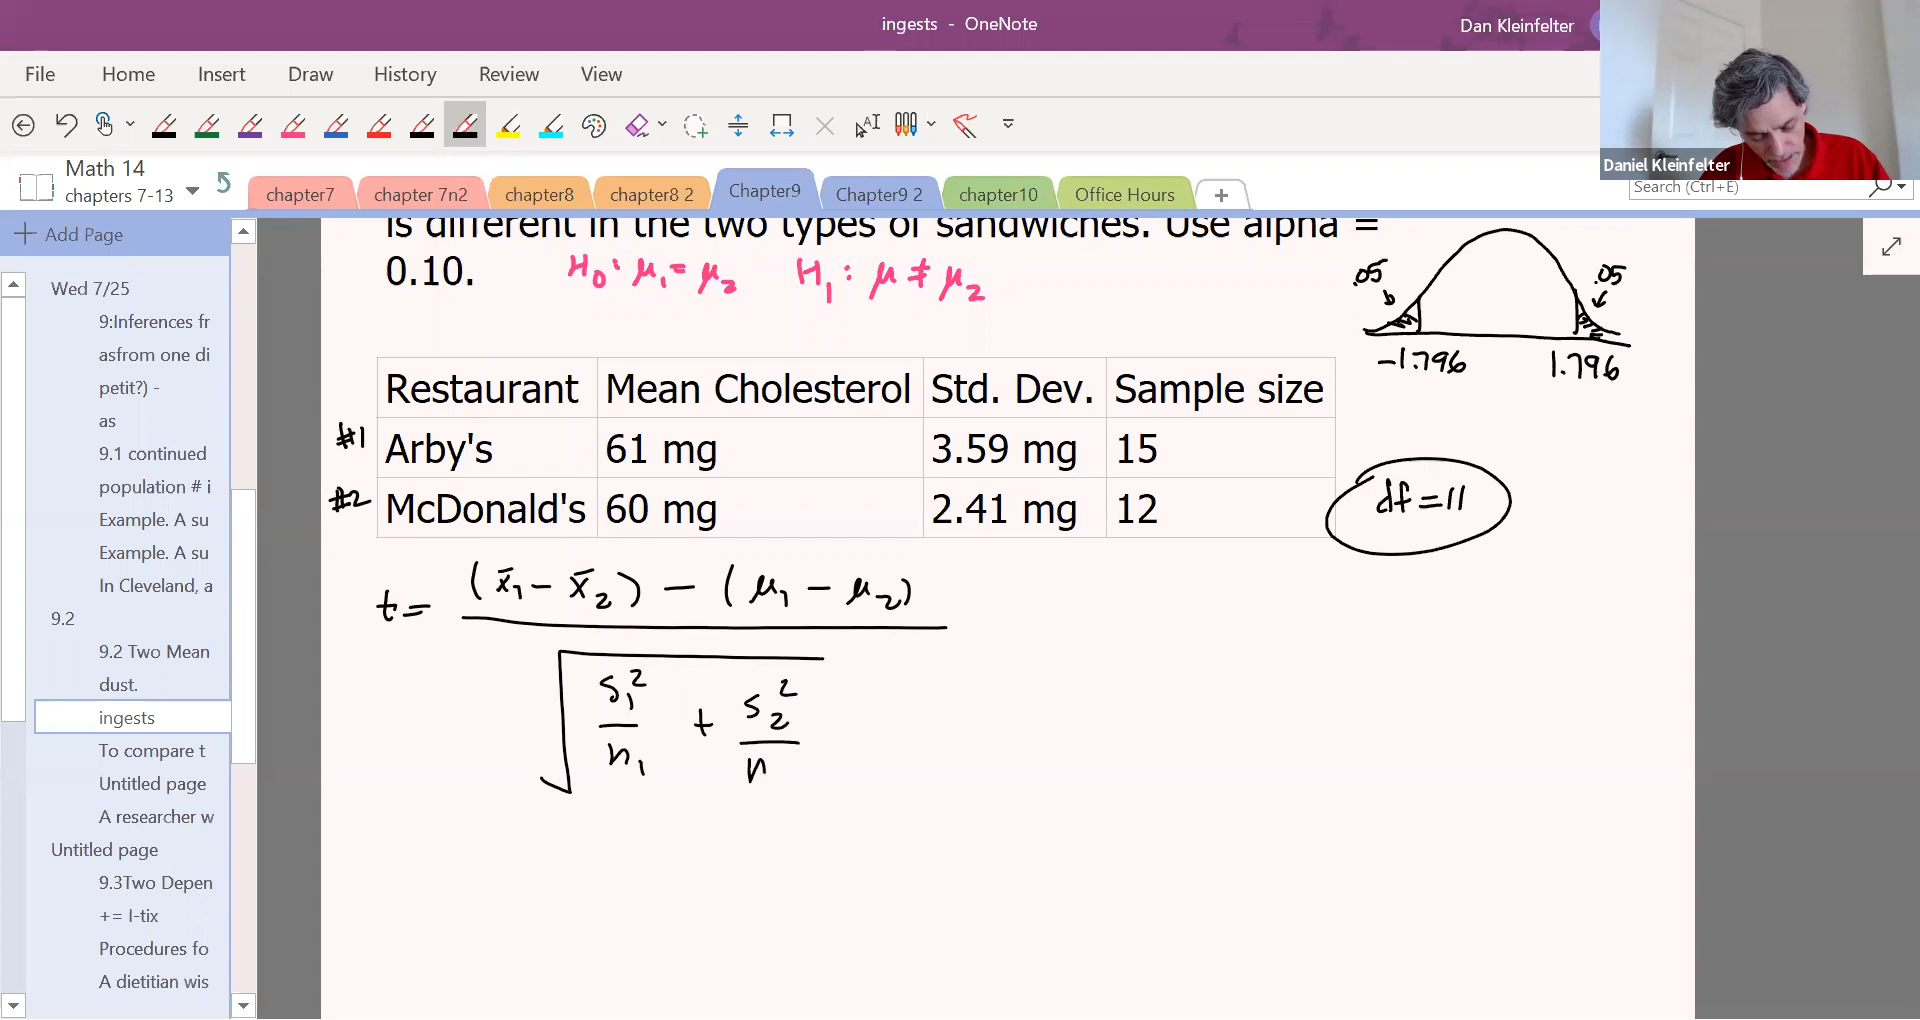 ingests - OneNote
Dan Kleinfelter
File Home Insert Draw History Review View
Daniel Kleinfelter
Search (Ctrl+E)
Math 14
chapters 7-13
chapter7 chapter 7n2 chapter8 chapter8 2 Chapter9 Chapter9 2 chapter10 Office Hours
Add Page
Wed 7/25
9:Inferences fr
asfrom one di
petit?) -
as
9.1 continued
population # i
Example. A su
Example. A su
In Cleveland, a
9.2
9.2 Two Mean
dust.
ingests
To compare t
Untitled page
A researcher w
Untitled page
9.3Two Depen
+= I-tix
Procedures fo
A dietitian wis
is different in the two types of sandwiches. Use alpha =
0.10.
H₀: μ₁ = μ₂ H₁: μ ≠ μ₂
.05 .05
-1.796 1.796
Restaurant Mean Cholesterol Std. Dev. Sample size
#1 Arby's 61 mg 3.59 mg 15
#2 McDonald's 60 mg 2.41 mg 12
df = 11
t = (x̄₁ - x̄₂) - (μ₁ - μ₂)
√ s₁² + s₂²
n₁ n